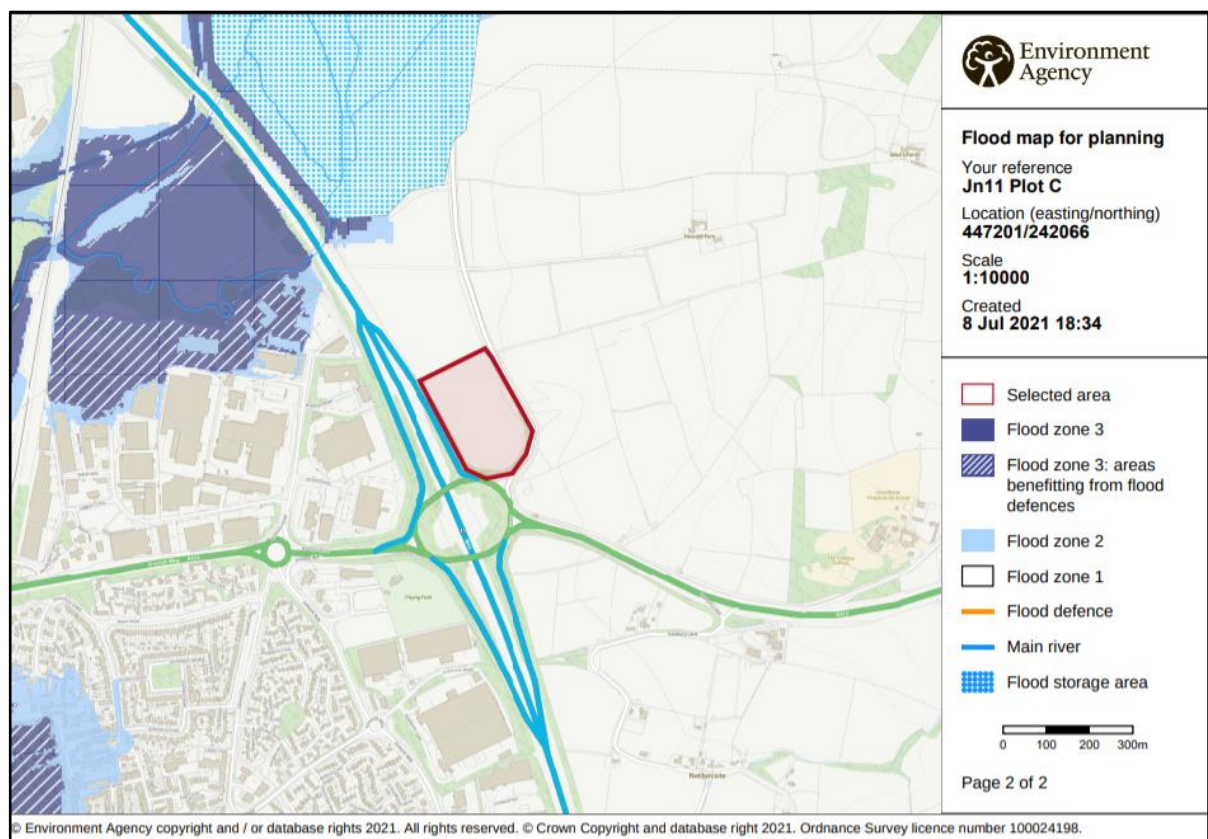 Environment
Agency
Flood map for planning
Your reference
Jn11 Plot C
Location (easting/northing)
447201/242066
Scale
1:10000
Created
8 Jul 2021 18:34
Selected area
Flood zone 3
Flood zone 3: areas
benefitting from flood
defences
Flood zone 2
Flood zone 1
Flood defence
Main river
Flood storage area
0 100 200 300m
Page 2 of 2
Playing Field
Nethercote
© Environment Agency copyright and / or database rights 2021. All rights reserved. © Crown Copyright and database right 2021. Ordnance Survey licence number 100024198.